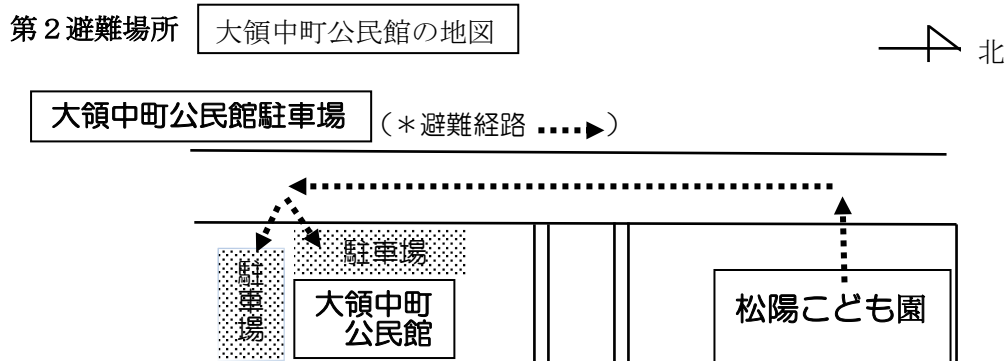 第2避難場所 大領中町公民館の地図
北
大領中町公民館駐車場 (*避難経路 ……▶)
駐車場
駐車場
大領中町
公民館
松陽こども園